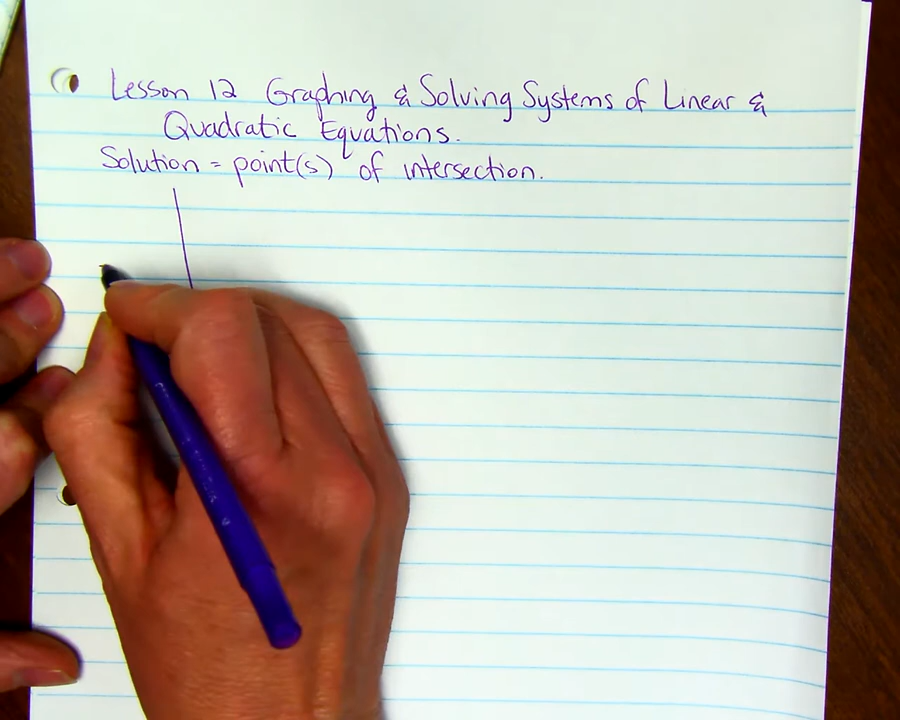 Lesson 12 Graphing & Solving Systems of Linear &
Quadratic Equations.
Solution = point(s) of intersection.